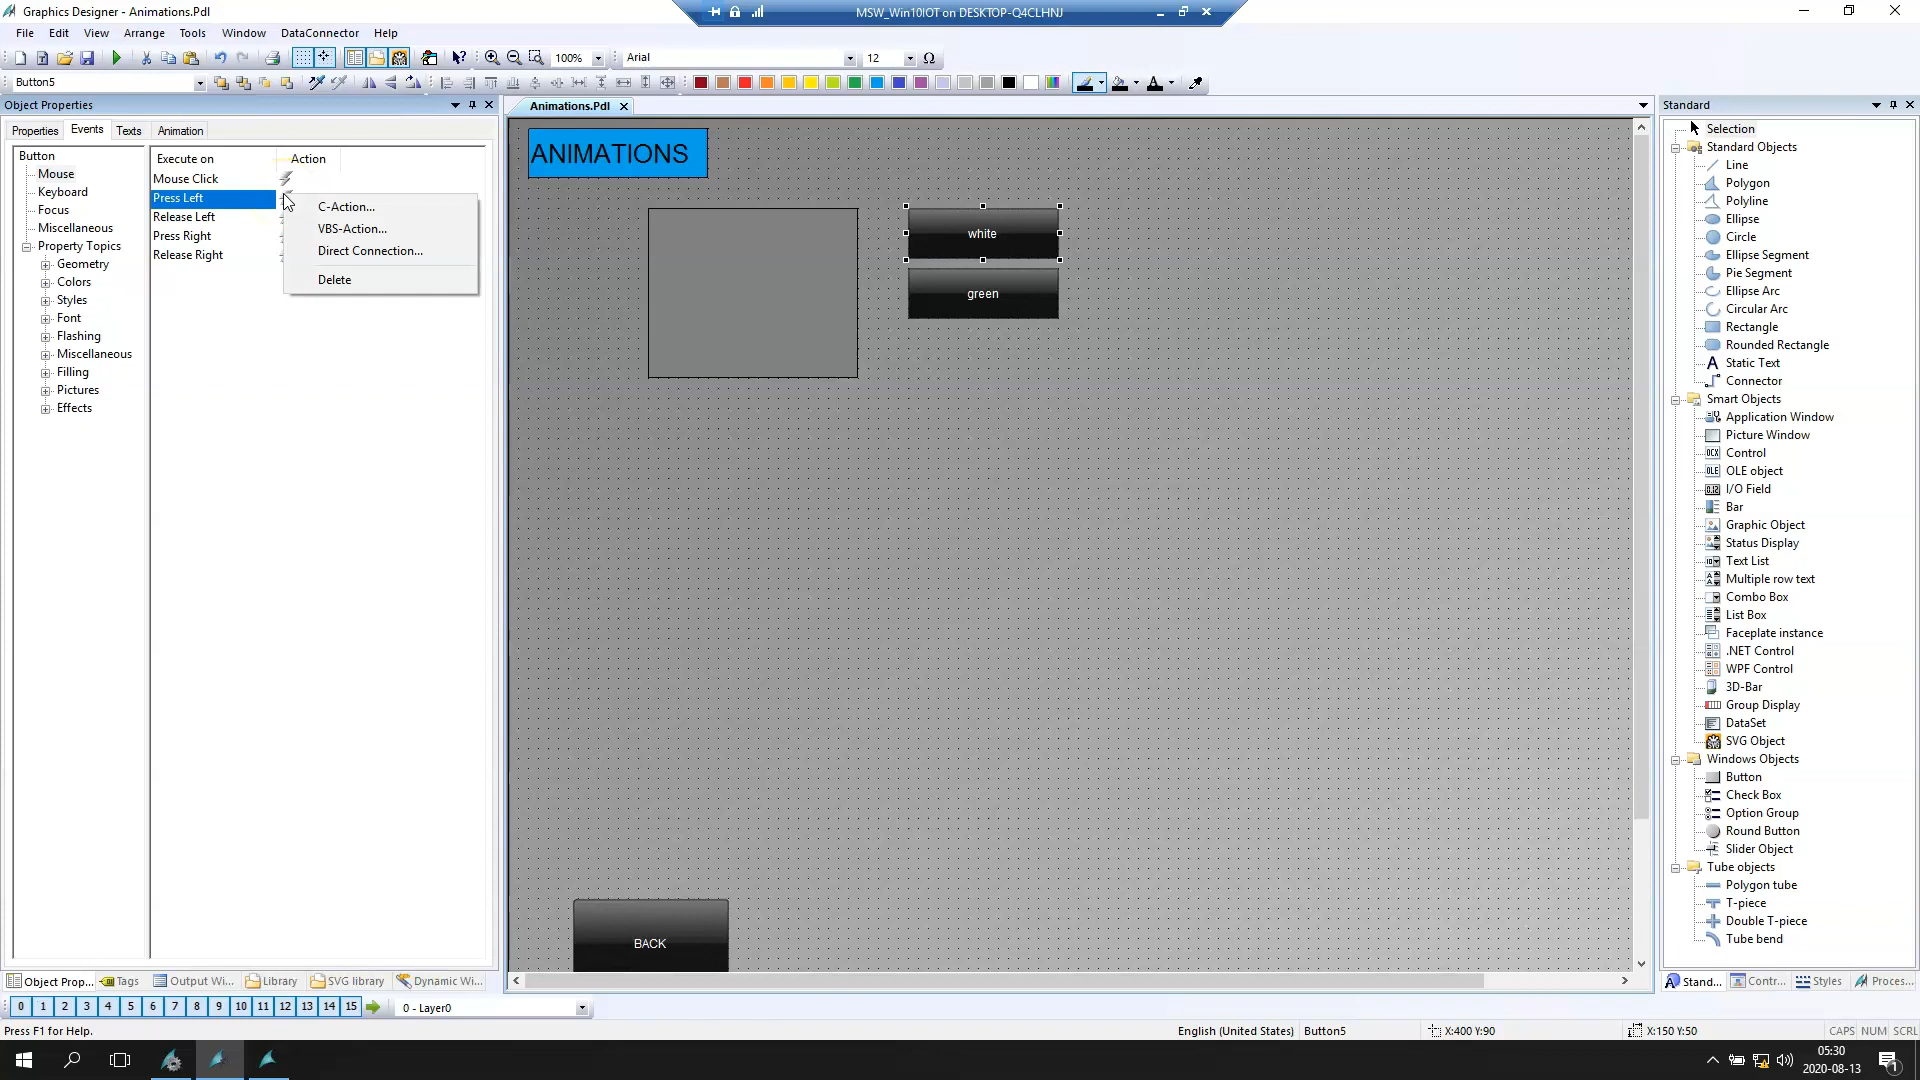 Graphics Designer - Animations.Pdl
MSW_Win10IOT on DESKTOP-Q4CLHNJ
File Edit View Arrange Tools Window DataConnector Help
100% Arial 12 Ω
Button5
Object Properties
Properties Events Texts Animation
Button
Mouse
Keyboard
Focus
Miscellaneous
Property Topics
Geometry
Colors
Styles
Font
Flashing
Miscellaneous
Filling
Pictures
Effects
Execute on Action
Mouse Click
Press Left
Release Left
Press Right
Release Right
C-Action...
VBS-Action...
Direct Connection...
Delete
Animations.Pdl
ANIMATIONS
white
green
BACK
Standard
Selection
Standard Objects
Line
Polygon
Polyline
Ellipse
Circle
Ellipse Segment
Pie Segment
Ellipse Arc
Circular Arc
Rectangle
Rounded Rectangle
A Static Text
Connector
Smart Objects
Application Window
Picture Window
OCX Control
OLE OLE object
0.12 I/O Field
Bar
Graphic Object
Status Display
Text List
Multiple row text
Combo Box
List Box
Faceplate instance
.NET Control
WPF Control
3D-Bar
Group Display
DataSet
SVG Object
Windows Objects
Button
Check Box
Option Group
Round Button
Slider Object
Tube objects
Polygon tube
T-piece
Double T-piece
Tube bend
Object Prop... Tags Output Wi... Library SVG library Dynamic Wi...
Stand... Contr... Styles Proces...
0 1 2 3 4 5 6 7 8 9 10 11 12 13 14 15 0 - Layer0
Press F1 for Help. English (United States) Button5 X:400 Y:90 X:150 Y:50 CAPS NUM SCRL
05:30
2020-08-13
1